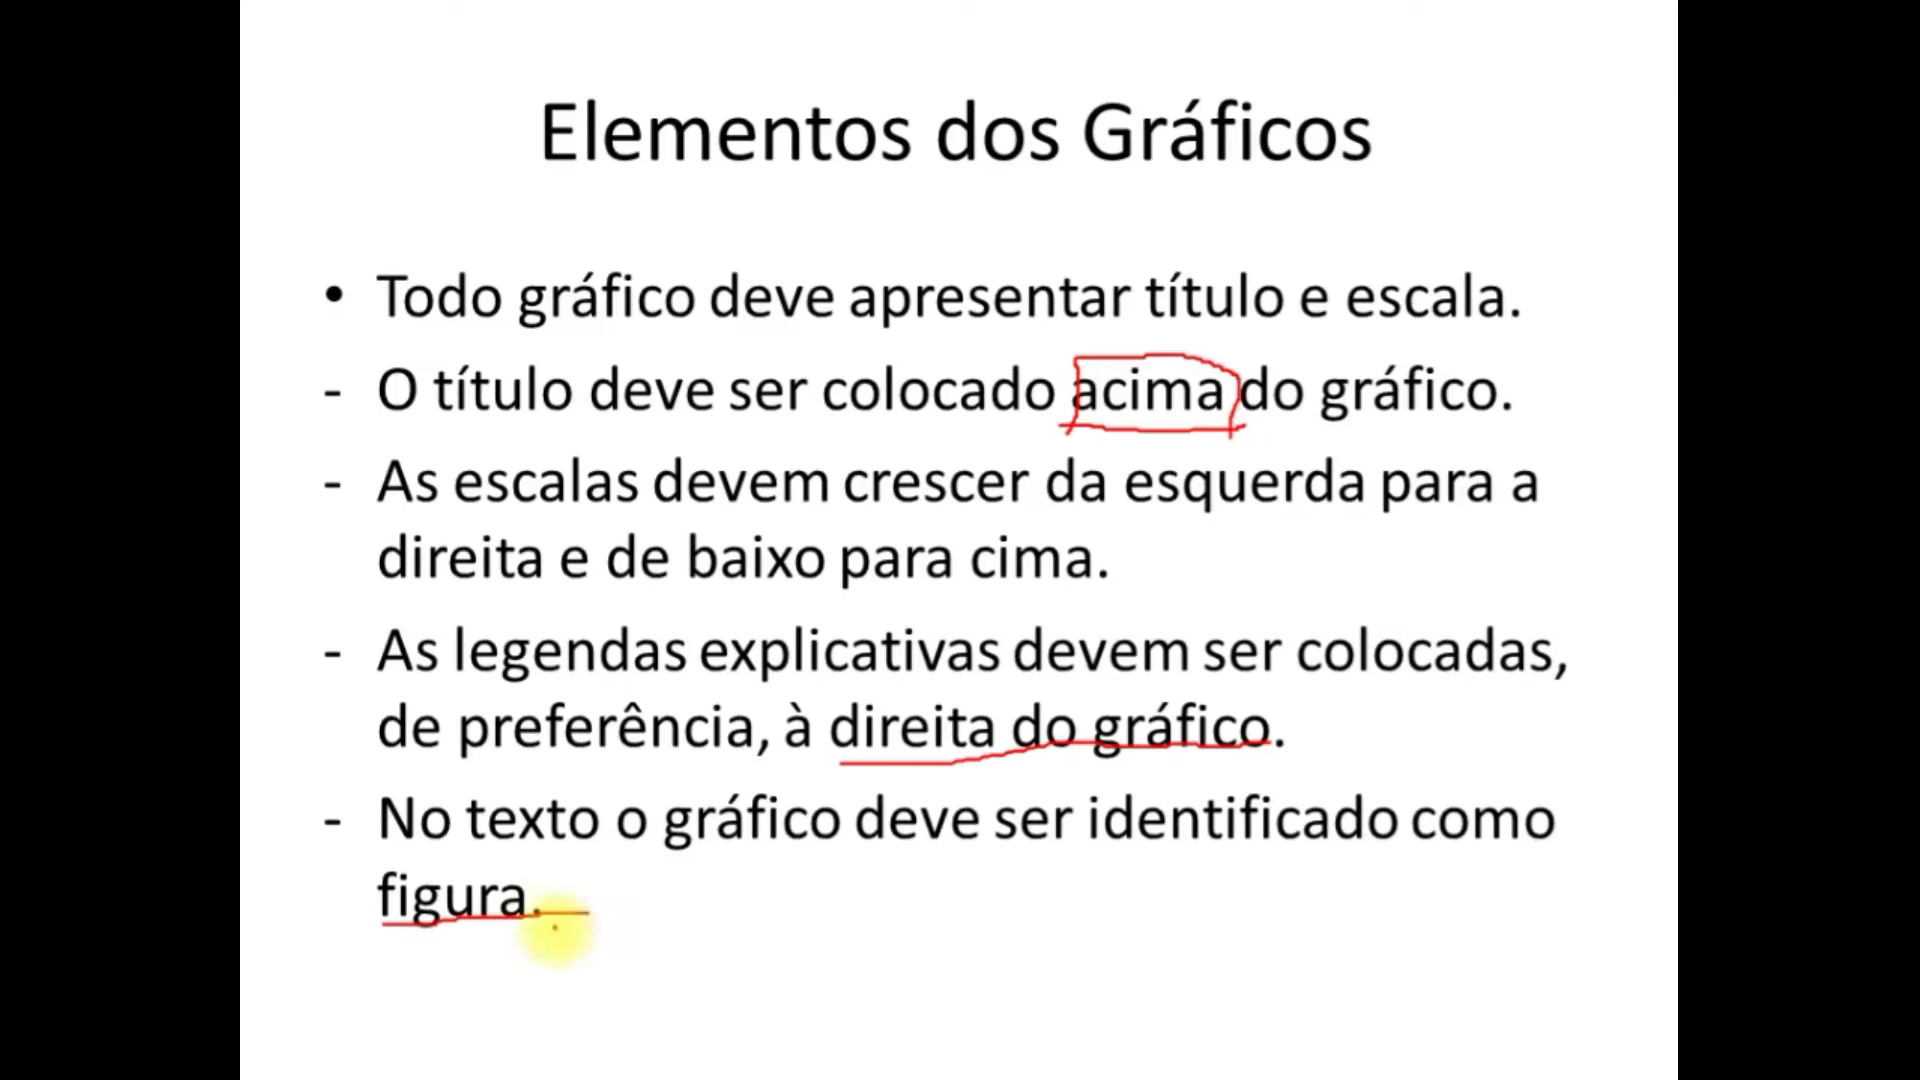 Elementos dos Gráficos
• Todo gráfico deve apresentar título e escala.
- O título deve ser colocado acima do gráfico.
- As escalas devem crescer da esquerda para a
direita e de baixo para cima.
- As legendas explicativas devem ser colocadas,
de preferência, à direita do gráfico.
- No texto o gráfico deve ser identificado como
figura.